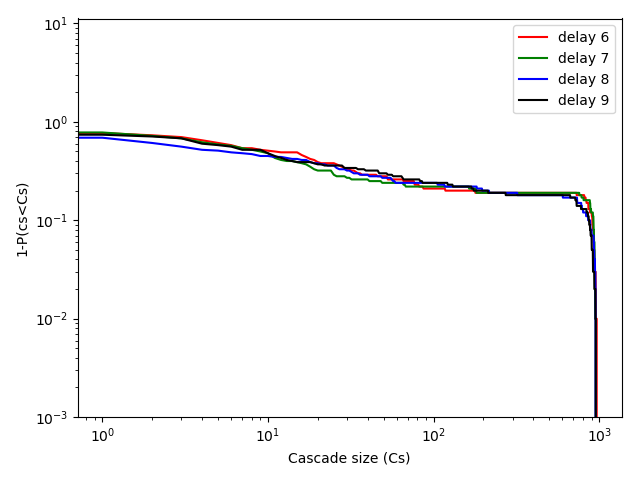 10¹
10⁰
10⁻¹
10⁻²
10⁻³
1-P(cs<Cs)
delay 6
delay 7
delay 8
delay 9
10⁰
10¹
10²
10³
Cascade size (Cs)